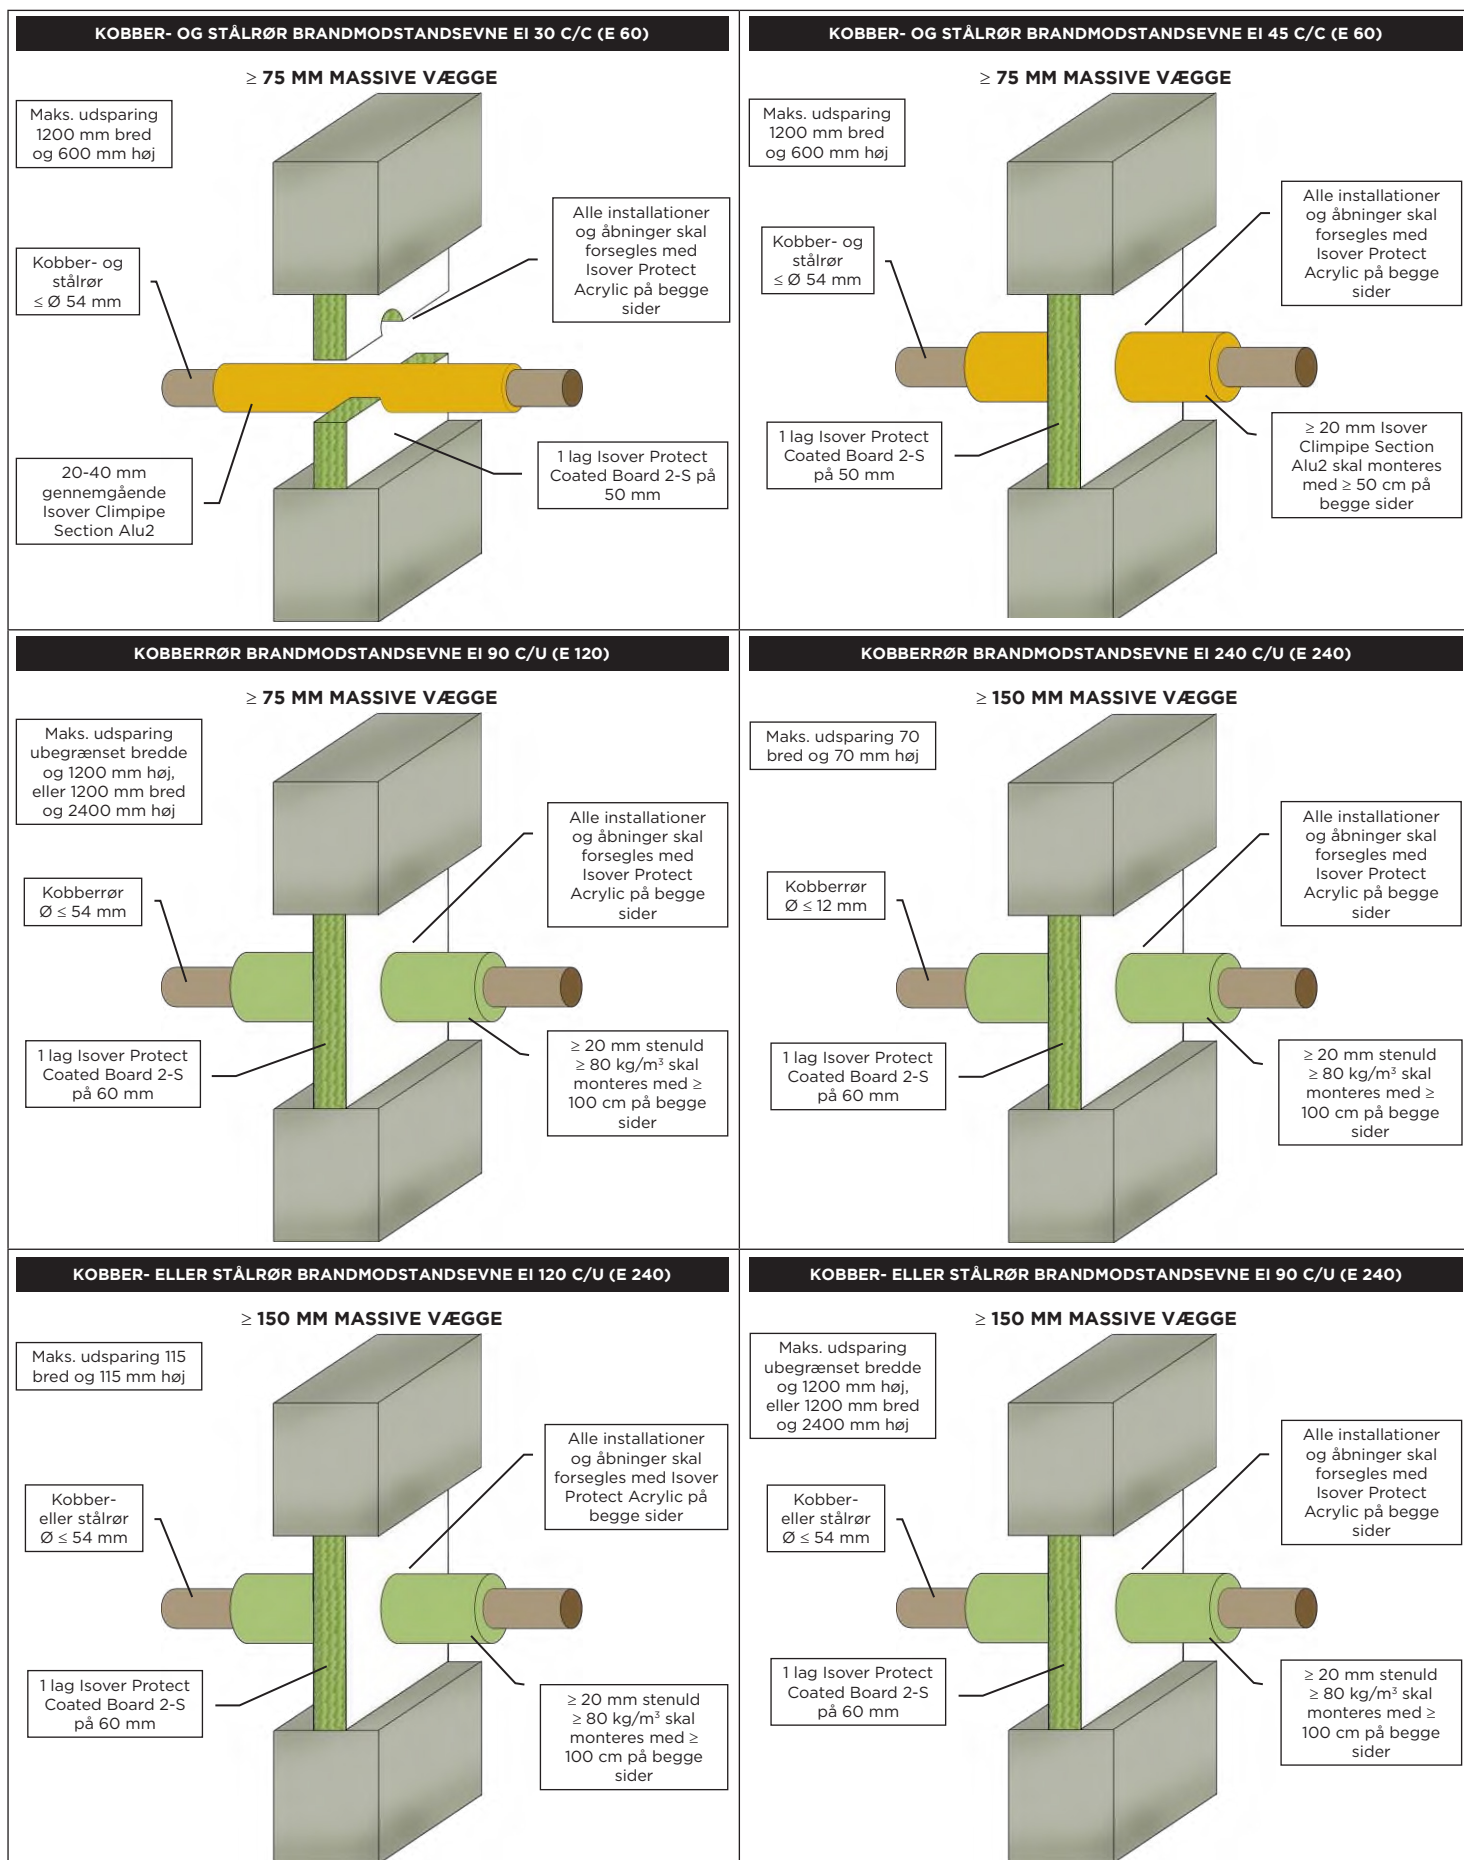 KOBBER- OG STÅLRØR BRANDMODSTANDSEVNE EI 30 C/C (E 60)
≥ 75 MM MASSIVE VÆGGE
Maks. udsparing
1200 mm bred
og 600 mm høj
Alle installationer
og åbninger skal
forsegles med
Isover Protect
Acrylic på begge
sider
Kobber- og
stålrør
≤ Ø 54 mm
20-40 mm
gennemgående
Isover Climpipe
Section Alu2
1 lag Isover Protect
Coated Board 2-S på
50 mm
KOBBER- OG STÅLRØR BRANDMODSTANDSEVNE EI 45 C/C (E 60)
≥ 75 MM MASSIVE VÆGGE
Maks. udsparing
1200 mm bred
og 600 mm høj
Alle installationer
og åbninger skal
forsegles med
Isover Protect
Acrylic på begge
sider
Kobber- og
stålrør
≤ Ø 54 mm
1 lag Isover Protect
Coated Board 2-S
på 50 mm
≥ 20 mm Isover
Climpipe Section
Alu2 skal monteres
med ≥ 50 cm på
begge sider
KOBBERRØR BRANDMODSTANDSEVNE EI 90 C/U (E 120)
≥ 75 MM MASSIVE VÆGGE
Maks. udsparing
ubegrænset bredde
og 1200 mm høj,
eller 1200 mm bred
og 2400 mm høj
Alle installationer
og åbninger skal
forsegles med
Isover Protect
Acrylic på begge
sider
Kobberrør
Ø ≤ 54 mm
1 lag Isover Protect
Coated Board 2-S
på 60 mm
≥ 20 mm stenuld
≥ 80 kg/m³ skal
monteres med ≥
100 cm på begge
sider
KOBBERRØR BRANDMODSTANDSEVNE EI 240 C/U (E 240)
≥ 150 MM MASSIVE VÆGGE
Maks. udsparing 70
bred og 70 mm høj
Alle installationer
og åbninger skal
forsegles med
Isover Protect
Acrylic på begge
sider
Kobberrør
Ø ≤ 12 mm
1 lag Isover Protect
Coated Board 2-S
på 60 mm
≥ 20 mm stenuld
≥ 80 kg/m³ skal
monteres med ≥
100 cm på begge
sider
KOBBER- ELLER STÅLRØR BRANDMODSTANDSEVNE EI 120 C/U (E 240)
≥ 150 MM MASSIVE VÆGGE
Maks. udsparing 115
bred og 115 mm høj
Alle installationer
og åbninger skal
forsegles med Isover
Protect Acrylic på
begge sider
Kobber-
eller stålrør
Ø ≤ 54 mm
1 lag Isover Protect
Coated Board 2-S
på 60 mm
≥ 20 mm stenuld
≥ 80 kg/m³ skal
monteres med ≥
100 cm på begge
sider
KOBBER- ELLER STÅLRØR BRANDMODSTANDSEVNE EI 90 C/U (E 240)
≥ 150 MM MASSIVE VÆGGE
Maks. udsparing
ubegrænset bredde
og 1200 mm høj,
eller 1200 mm bred
og 2400 mm høj
Alle installationer
og åbninger skal
forsegles med
Isover Protect
Acrylic på begge
sider
Kobber-
eller stålrør
Ø ≤ 54 mm
1 lag Isover Protect
Coated Board 2-S
på 60 mm
≥ 20 mm stenuld
≥ 80 kg/m³ skal
monteres med ≥
100 cm på begge
sider